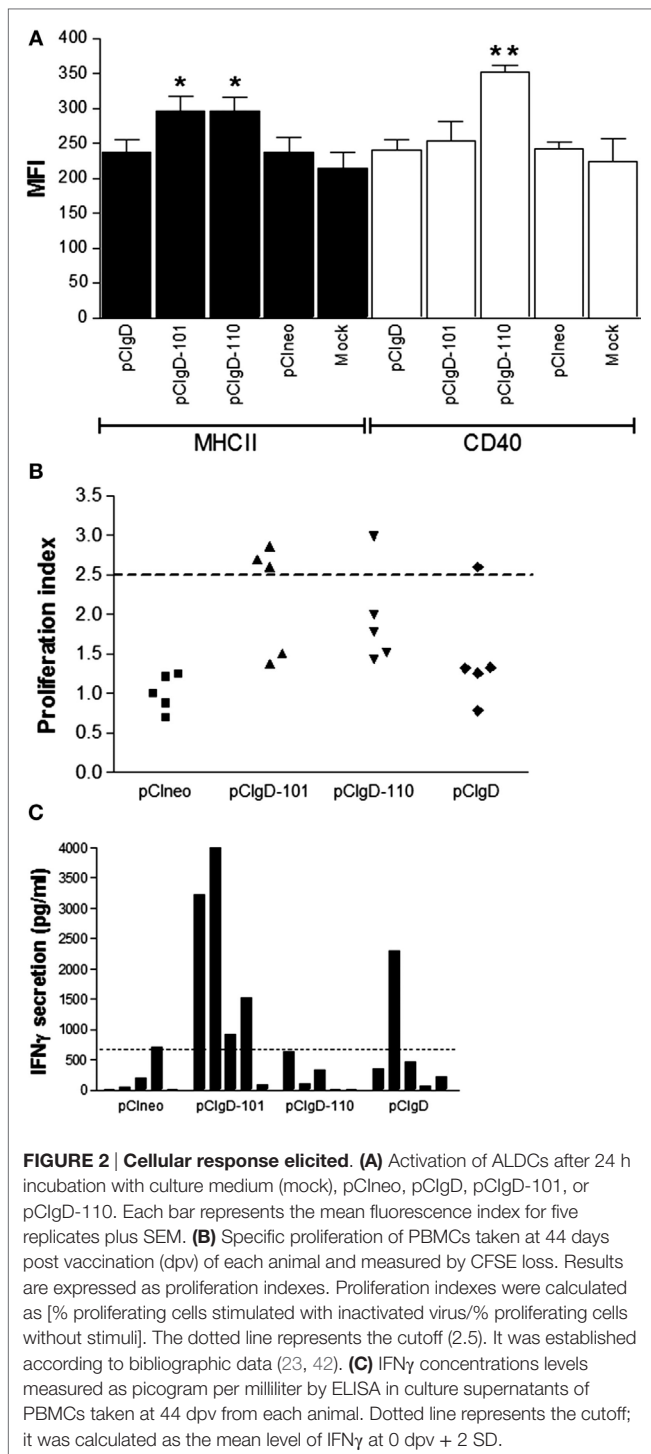 A
400
350
300
250
200
150
100
50
0
MFI
* * * *
pCIgD pCIgD-101 pCIgD-110 pCIneo Mock pCIgD pCIgD-101 pCIgD-110 pCIneo Mock
MHCII CD40
B
3.5
3.0
2.5
2.0
1.5
1.0
0.5
0.0
Proliferation index
pCIneo pCIgD-101 pCIgD-110 pCIgD
C
4000
3500
3000
2500
2000
1500
1000
500
0
IFNγ secretion (pg/ml)
pCIneo pCIgD-101 pCIgD-110 pCIgD
FIGURE 2 | Cellular response elicited. (A) Activation of ALDCs after 24 h
incubation with culture medium (mock), pCIneo, pCIgD, pCIgD-101, or
pCIgD-110. Each bar represents the mean fluorescence index for five
replicates plus SEM. (B) Specific proliferation of PBMCs taken at 44 days
post vaccination (dpv) of each animal and measured by CFSE loss. Results
are expressed as proliferation indexes. Proliferation indexes were calculated
as [% proliferating cells stimulated with inactivated virus/% proliferating cells
without stimuli]. The dotted line represents the cutoff (2.5). It was established
according to bibliographic data (23, 42). (C) IFNγ concentrations levels
measured as picogram per milliliter by ELISA in culture supernatants of
PBMCs taken at 44 dpv from each animal. Dotted line represents the cutoff;
it was calculated as the mean level of IFNγ at 0 dpv + 2 SD.